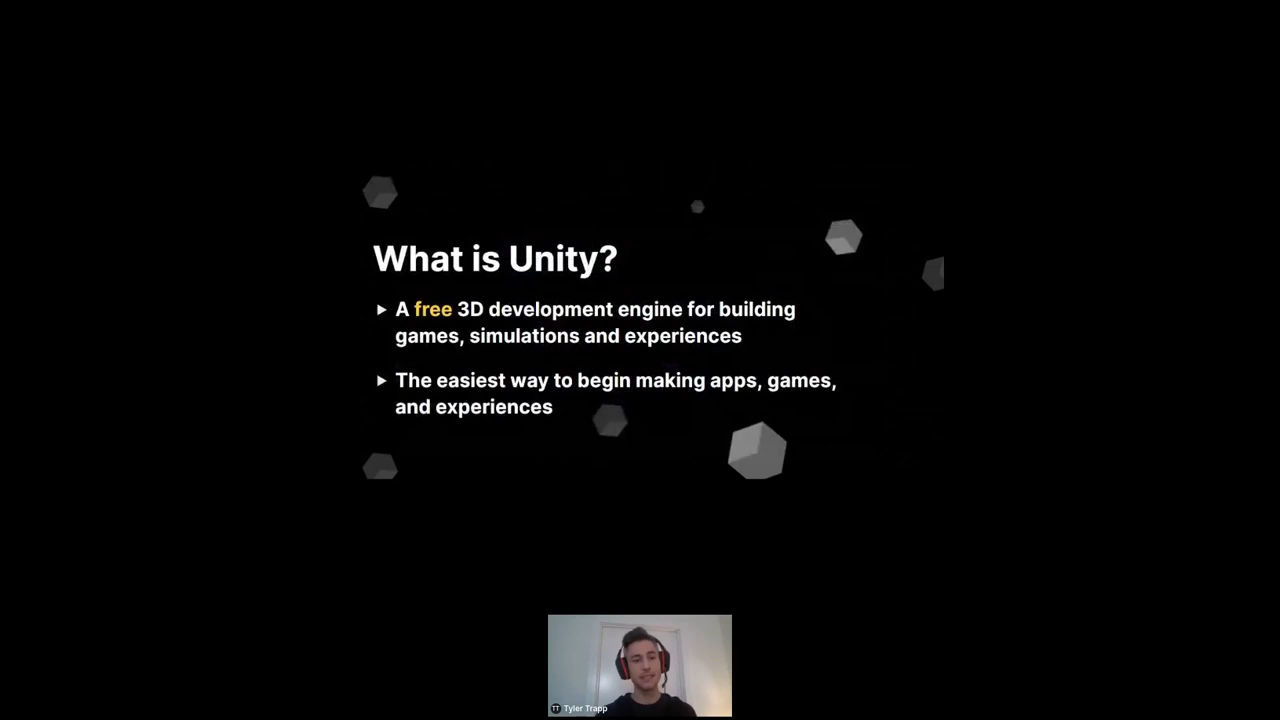 What is Unity?
A free 3D development engine for building
games, simulations and experiences
The easiest way to begin making apps, games,
and experiences
TT Tyler Trapp